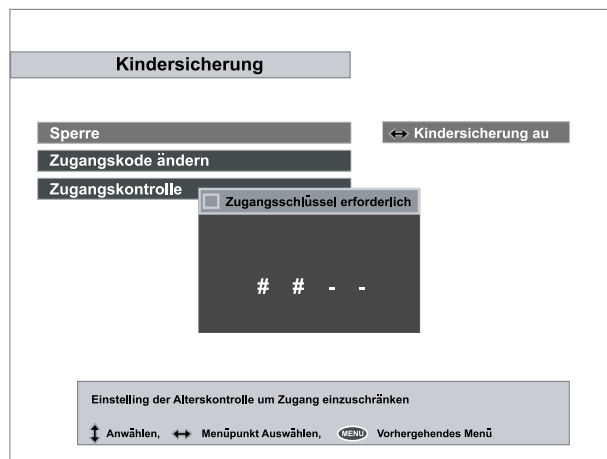 Kindersicherung
Sperre
Kindersicherung au
Zugangskode ändern
Zugangskontrolle
Zugangsschlüssel erforderlich
# # - -
Einstelling der Alterskontrolle um Zugang einzuschränken
Anwählen, Menüpunkt Auswählen, MENU Vorhergehendes Menü